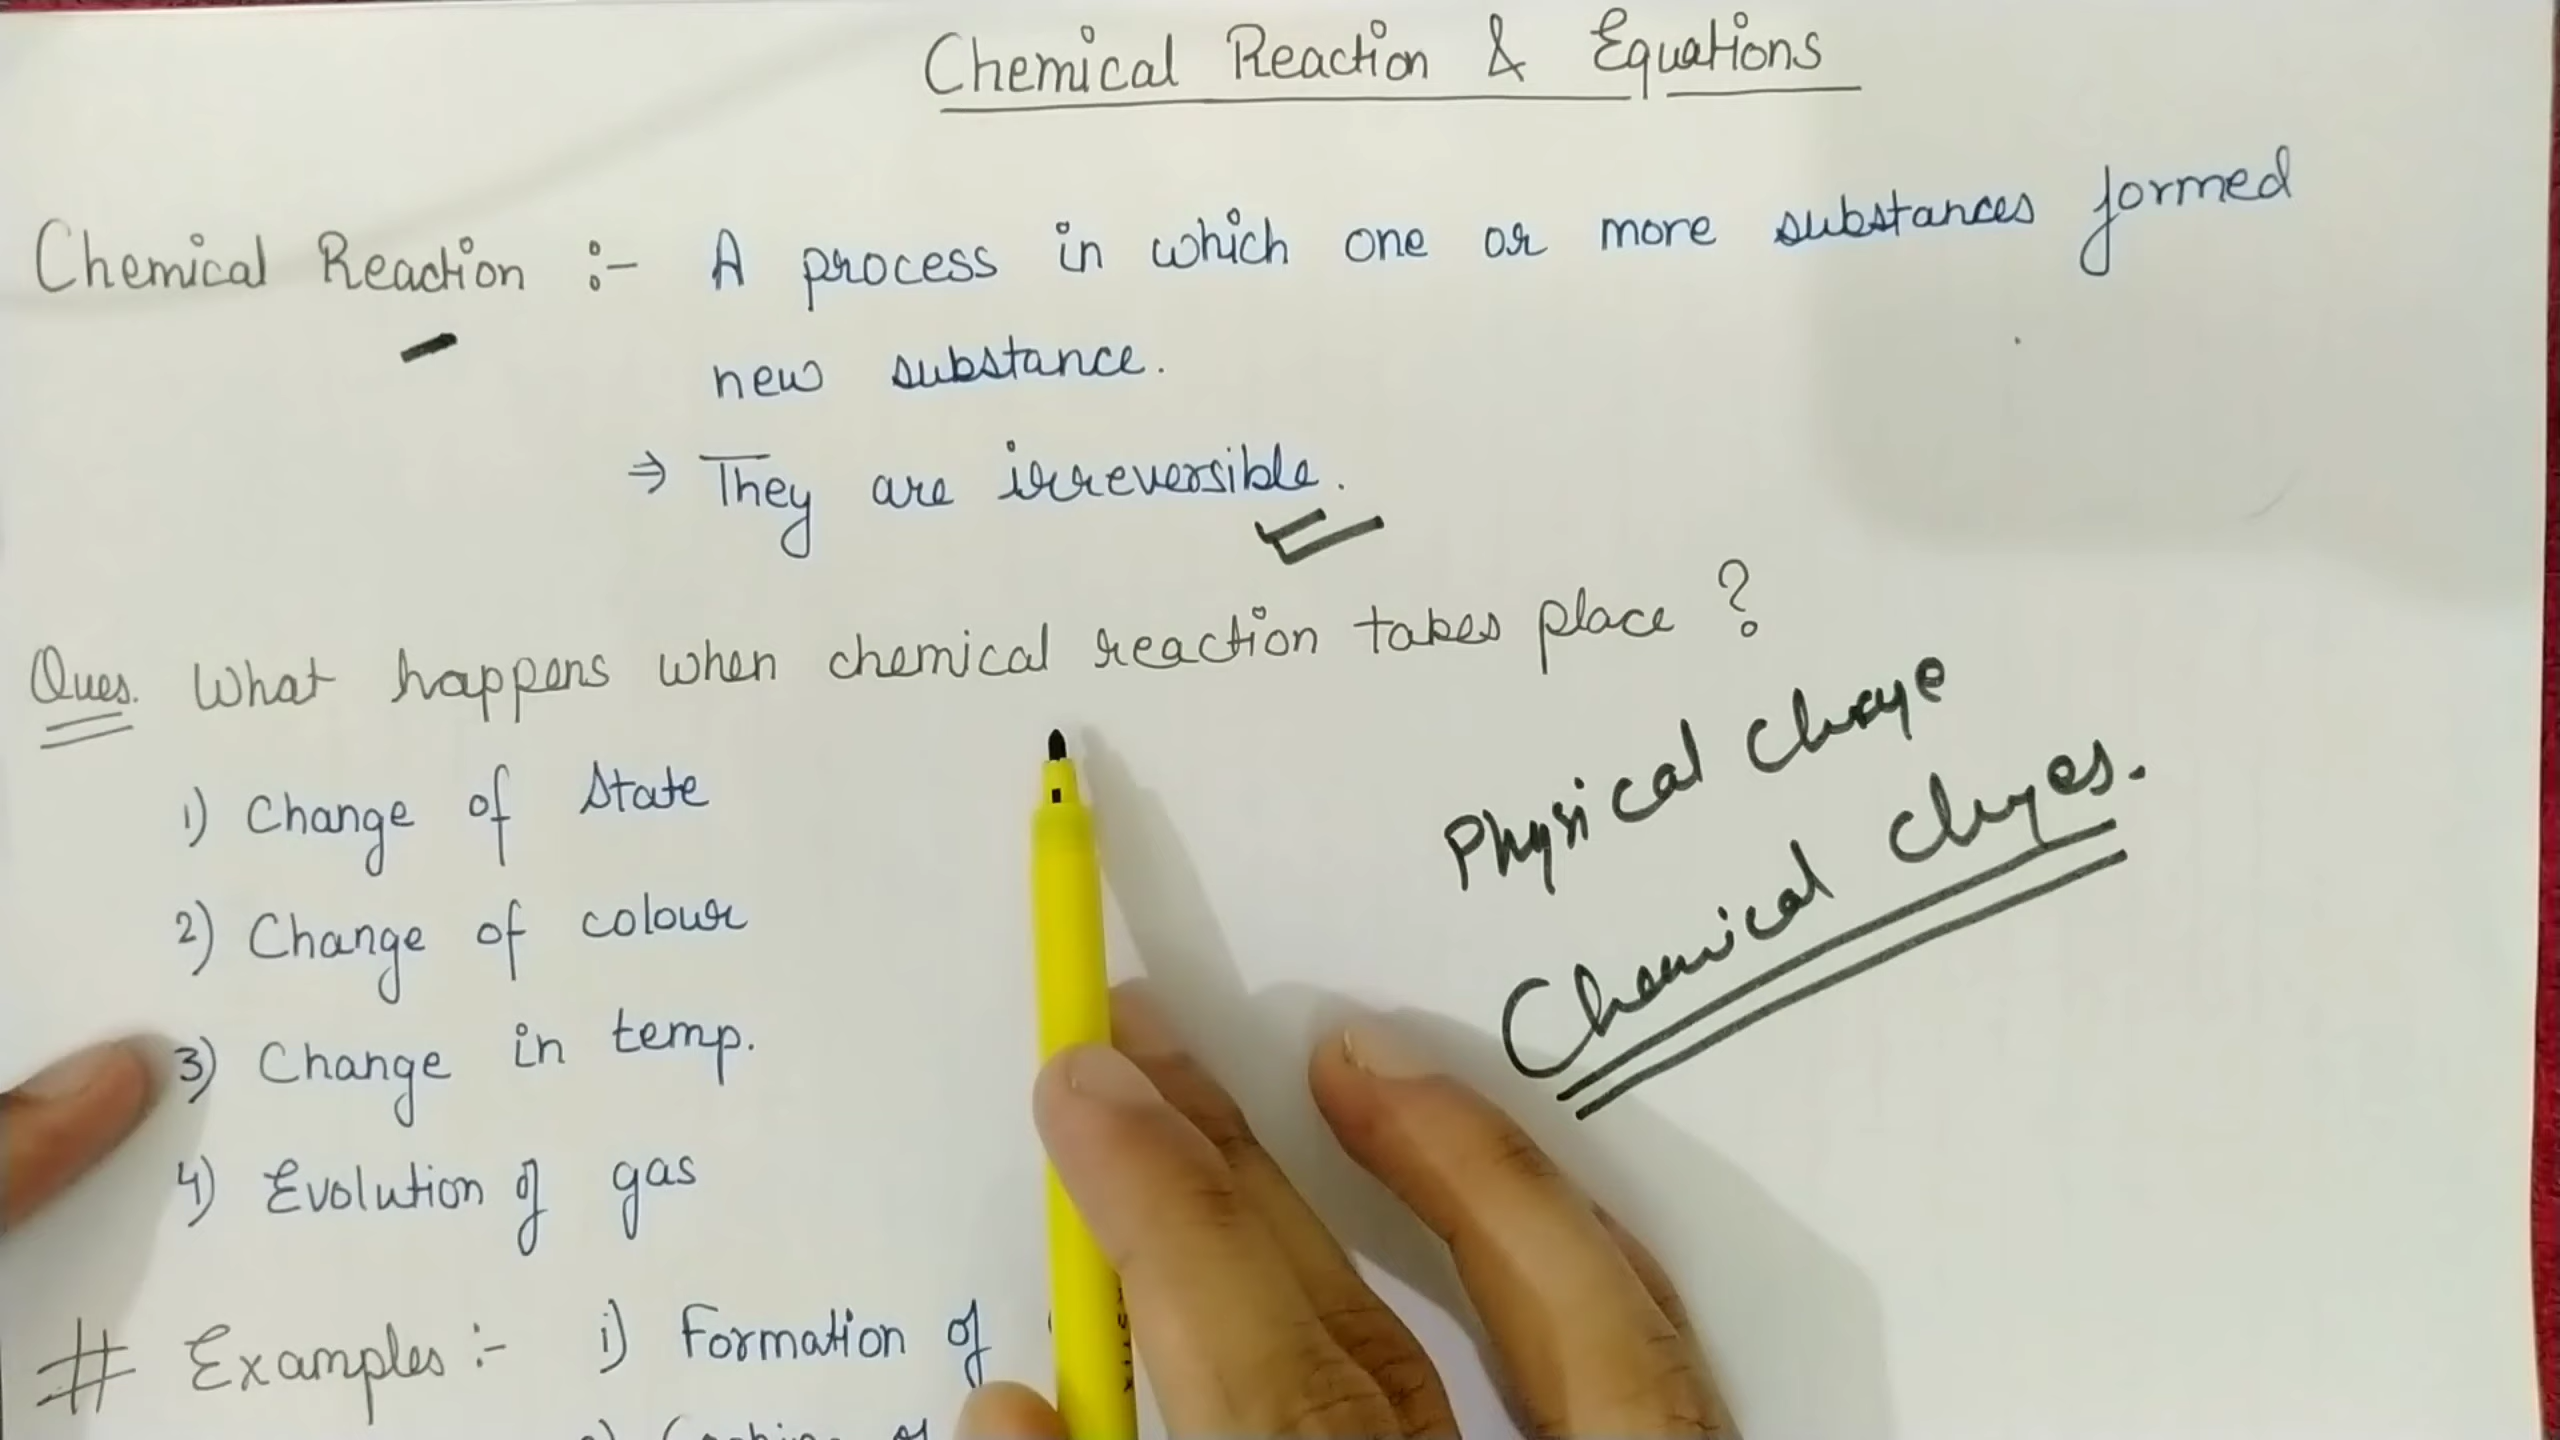 Chemical Reaction & Equations
Chemical Reaction :- A process in which one or more substances formed
new substance.
⇒ They are irreversible.
Ques. What happens when chemical reaction takes place ?
Physical change
Chemical chnges.
1) Change of state
2) Change of colour
3) Change in temp.
4) Evolution of gas
# Examples :- i) Formation of